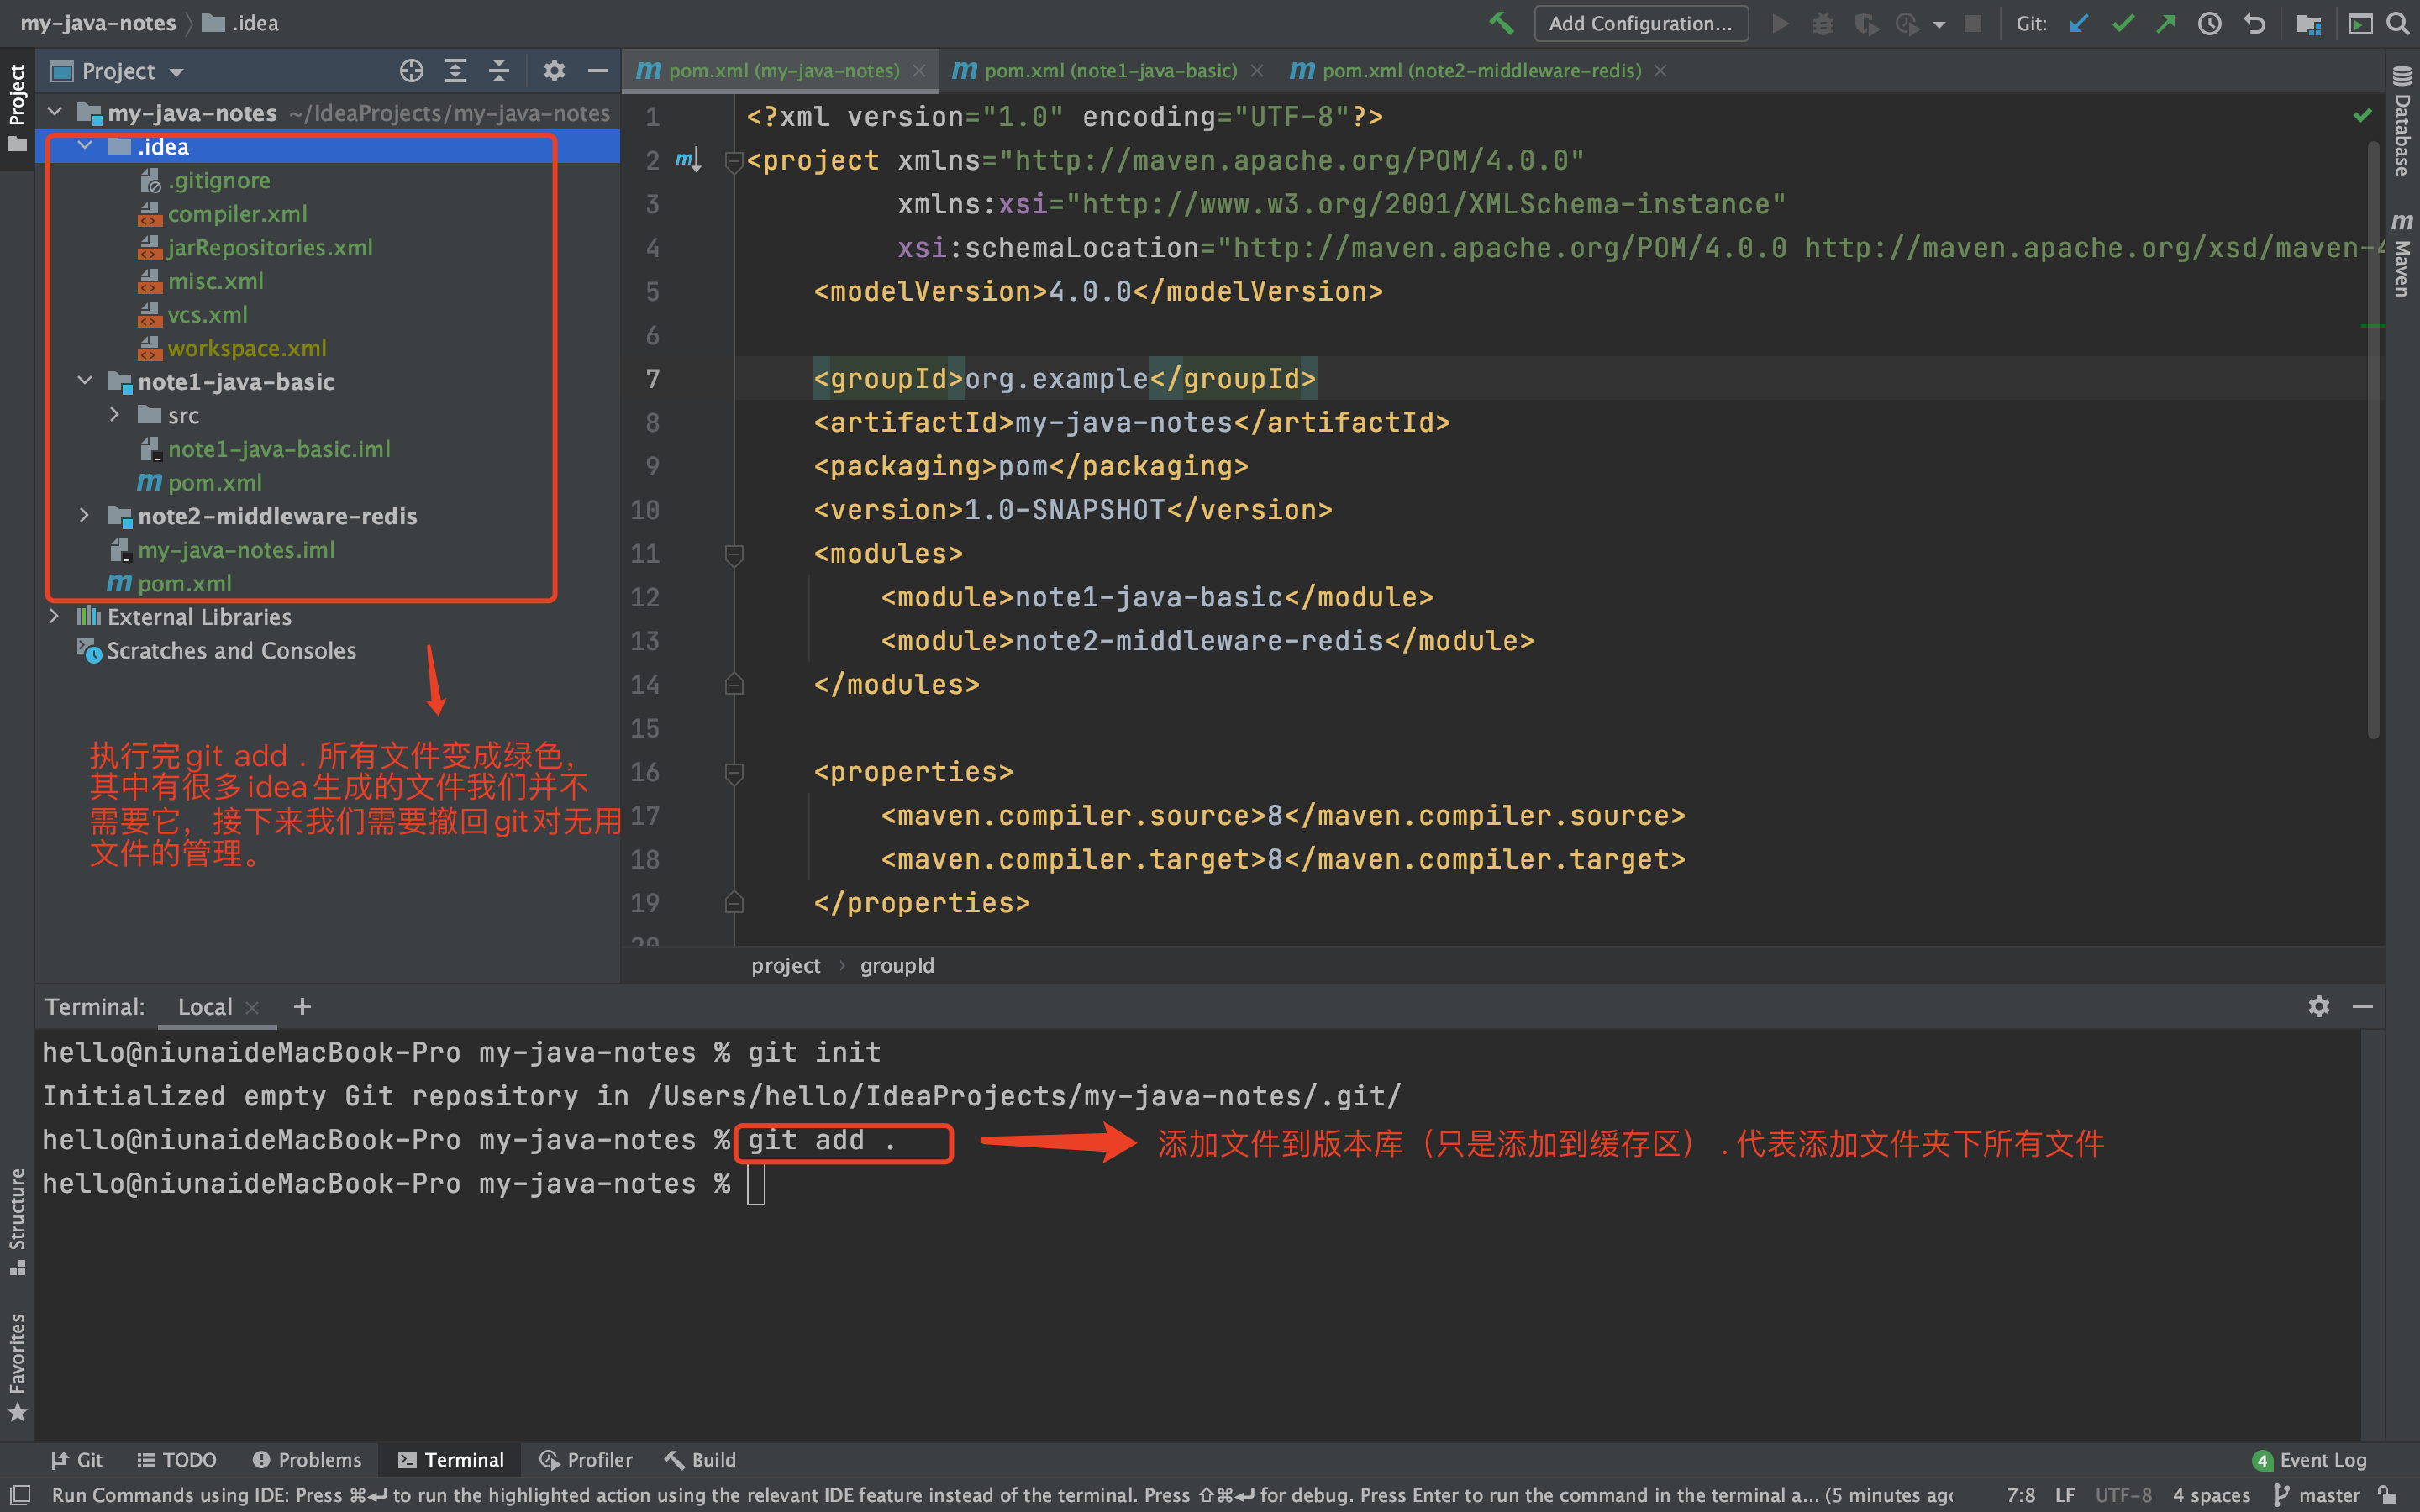 my-java-notes
.idea
Add Configuration...
Git:
Project
Project
my-java-notes ~/IdeaProjects/my-java-notes
.idea
.gitignore
compiler.xml
jarRepositories.xml
misc.xml
vcs.xml
workspace.xml
note1-java-basic
src
note1-java-basic.iml
pom.xml
note2-middleware-redis
my-java-notes.iml
pom.xml
External Libraries
Scratches and Consoles
执行完git add . 所有文件变成绿色,
其中有很多idea生成的文件我们并不
需要它，接下来我们需要撤回git对无用
文件的管理。
pom.xml (my-java-notes)
pom.xml (note1-java-basic)
pom.xml (note2-middleware-redis)
1 <?xml version="1.0" encoding="UTF-8"?>
2 <project xmlns="http://maven.apache.org/POM/4.0.0"
3 xmlns:xsi="http://www.w3.org/2001/XMLSchema-instance"
4 xsi:schemaLocation="http://maven.apache.org/POM/4.0.0 http://maven.apache.org/xsd/maven-4
5 <modelVersion>4.0.0</modelVersion>
6
7 <groupId>org.example</groupId>
8 <artifactId>my-java-notes</artifactId>
9 <packaging>pom</packaging>
10 <version>1.0-SNAPSHOT</version>
11 <modules>
12 <module>note1-java-basic</module>
13 <module>note2-middleware-redis</module>
14 </modules>
15
16 <properties>
17 <maven.compiler.source>8</maven.compiler.source>
18 <maven.compiler.target>8</maven.compiler.target>
19 </properties>
20
project › groupId
Database
Maven
Terminal: Local
hello@niunaideMacBook-Pro my-java-notes % git init
Initialized empty Git repository in /Users/hello/IdeaProjects/my-java-notes/.git/
hello@niunaideMacBook-Pro my-java-notes % git add .
添加文件到版本库（只是添加到缓存区）.代表添加文件夹下所有文件
hello@niunaideMacBook-Pro my-java-notes %
Structure
Favorites
Git
TODO
Problems
Terminal
Profiler
Build
4 Event Log
Run Commands using IDE: Press ⌘↩ to run the highlighted action using the relevant IDE feature instead of the terminal. Press ⇧⌘↩ for debug. Press Enter to run the command in the terminal a... (5 minutes ago
7:8 LF UTF-8 4 spaces master